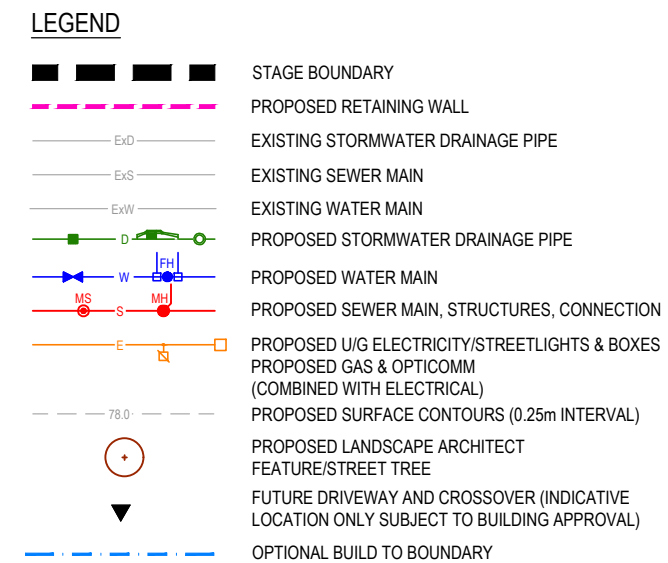 LEGEND
STAGE BOUNDARY
PROPOSED RETAINING WALL
ExD EXISTING STORMWATER DRAINAGE PIPE
ExS EXISTING SEWER MAIN
ExW EXISTING WATER MAIN
D PROPOSED STORMWATER DRAINAGE PIPE
FH
W PROPOSED WATER MAIN
MS MH
S PROPOSED SEWER MAIN, STRUCTURES, CONNECTION
E PROPOSED U/G ELECTRICITY/STREETLIGHTS & BOXES
PROPOSED GAS & OPTICOMM
(COMBINED WITH ELECTRICAL)
78.0 PROPOSED SURFACE CONTOURS (0.25m INTERVAL)
PROPOSED LANDSCAPE ARCHITECT
FEATURE/STREET TREE
FUTURE DRIVEWAY AND CROSSOVER (INDICATIVE
LOCATION ONLY SUBJECT TO BUILDING APPROVAL)
OPTIONAL BUILD TO BOUNDARY